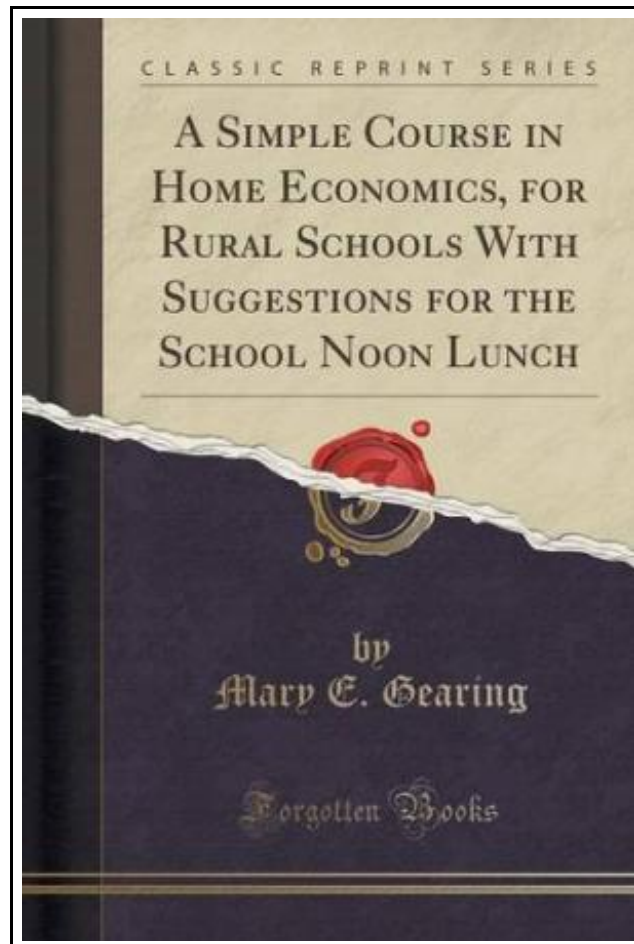 CLASSIC REPRINT SERIES
A SIMPLE COURSE IN
HOME ECONOMICS, FOR
RURAL SCHOOLS WITH
SUGGESTIONS FOR THE
SCHOOL NOON LUNCH
by
Mary E. Gearing
Forgotten Books